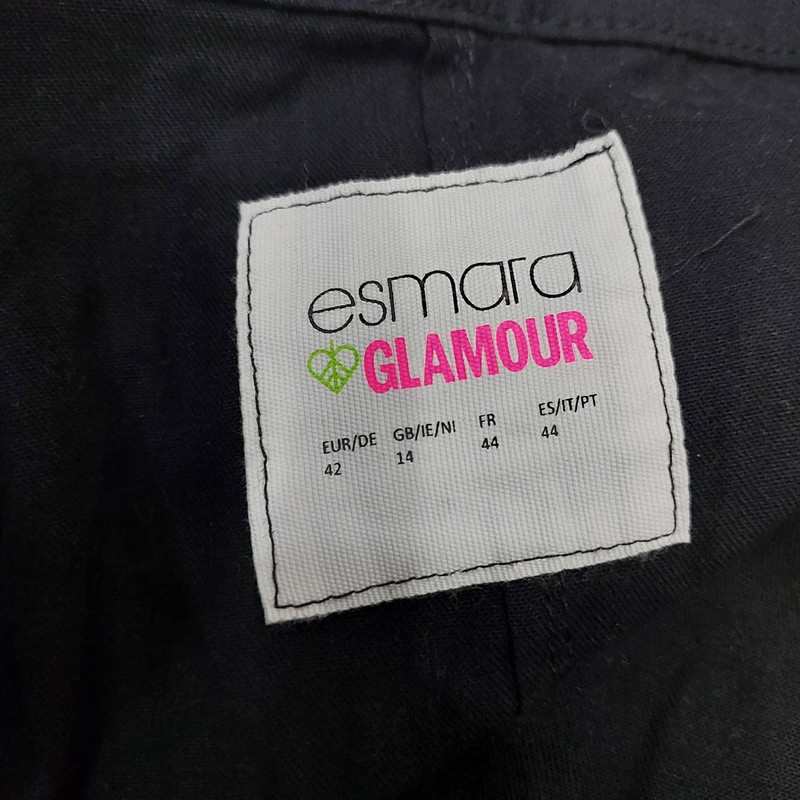 esmara
GLAMOUR
EUR/DE GB/IE/NI FR ES/IT/PT
42 14 44 44